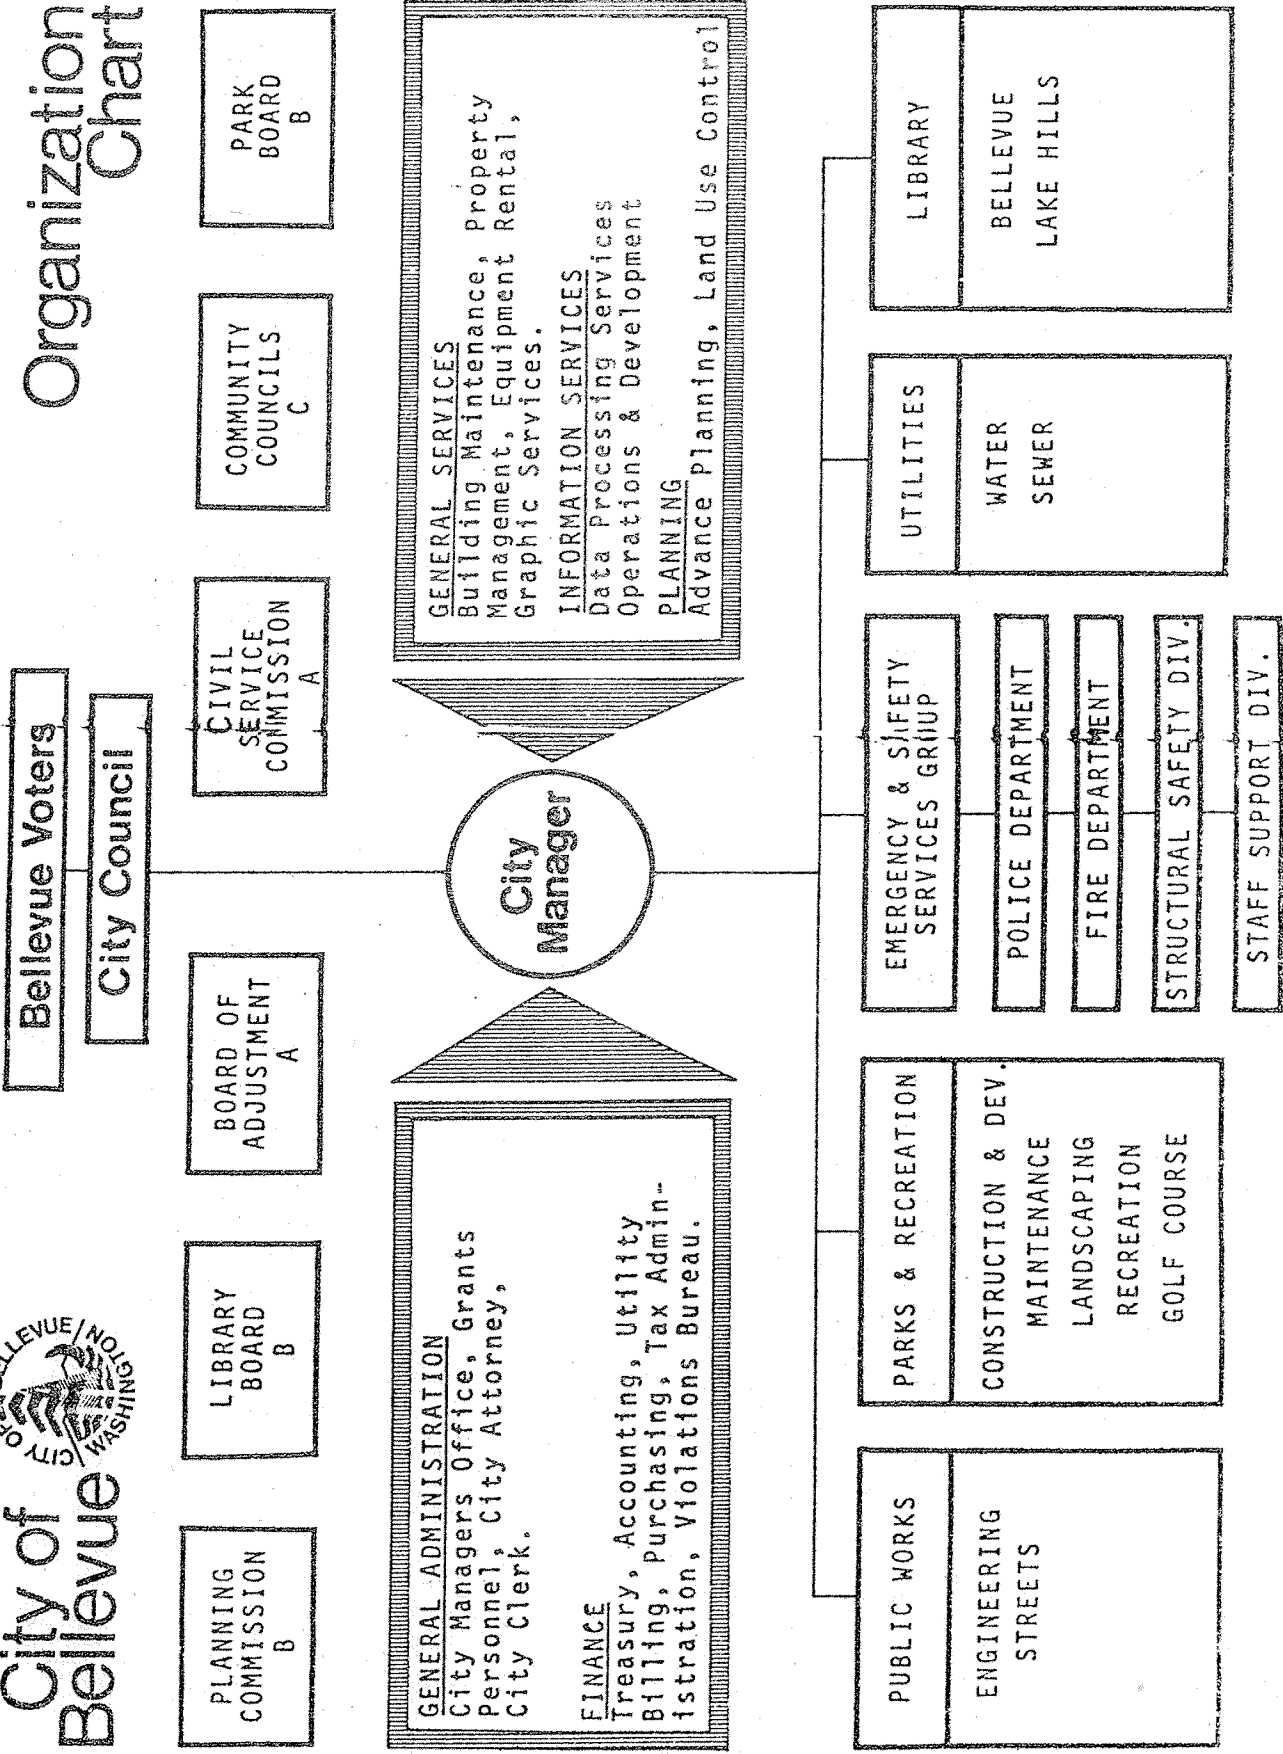 City of
Bellevue
CITY OF BELLEVUE
WASHINGTON
Organization
Chart
Bellevue Voters
City Council
PLANNING
COMMISSION
B
LIBRARY
BOARD
B
BOARD OF
ADJUSTMENT
A
CIVIL
SERVICE
COMMISSION
A
COMMUNITY
COUNCILS
C
PARK
BOARD
B
GENERAL ADMINISTRATION
City Managers Office, Grants
Personnel, City Attorney,
City Clerk.
FINANCE
Treasury, Accounting, Utility
Billing, Purchasing, Tax Admin-
istration, Violations Bureau.
City
Manager
GENERAL SERVICES
Building Maintenance, Property
Management, Equipment Rental,
Graphic Services.
INFORMATION SERVICES
Data Processing Services
Operations & Development
PLANNING
Advance Planning, Land Use Control
PUBLIC WORKS
ENGINEERING
STREETS
PARKS & RECREATION
CONSTRUCTION & DEV.
MAINTENANCE
LANDSCAPING
RECREATION
GOLF COURSE
EMERGENCY & SAFETY
SERVICES GROUP
POLICE DEPARTMENT
FIRE DEPARTMENT
STRUCTURAL SAFETY DIV.
STAFF SUPPORT DIV.
UTILITIES
WATER
SEWER
LIBRARY
BELLEVUE
LAKE HILLS